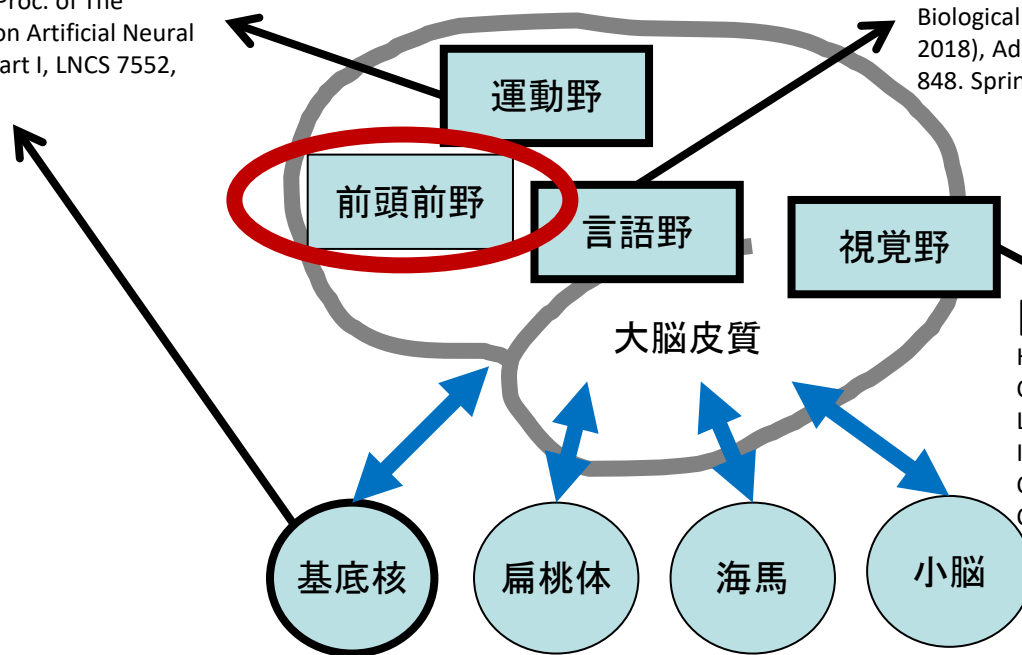 Proc. of The
on Artificial Neural
art I, LNCS 7552,
Biological
2018), Ad
848. Sprin
運動野
前頭前野
言語野
視覚野
大脳皮質
基底核
扁桃体
海馬
小脳